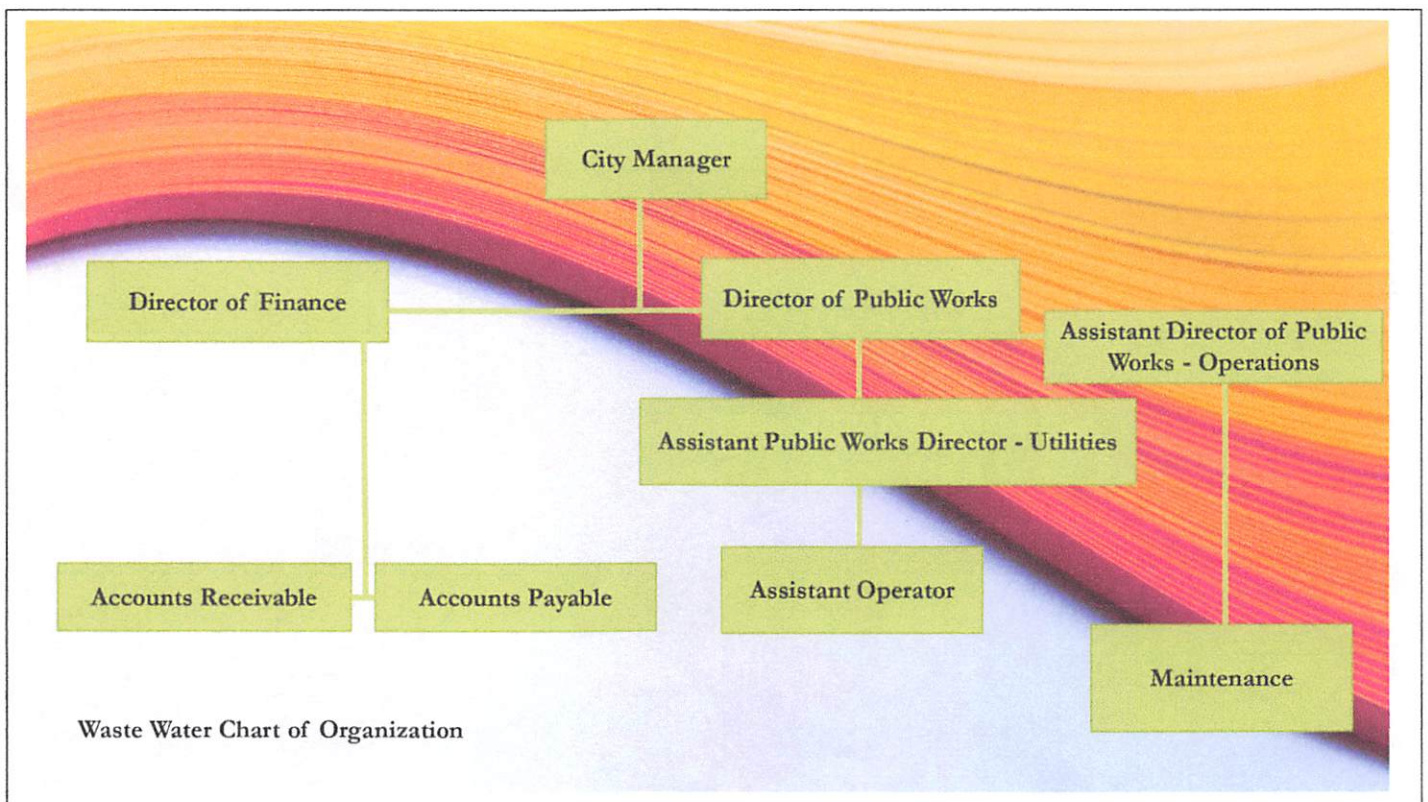 City Manager
Director of Finance
Director of Public Works
Assistant Director of Public
Works - Operations
Assistant Public Works Director - Utilities
Accounts Receivable
Accounts Payable
Assistant Operator
Maintenance
Waste Water Chart of Organization